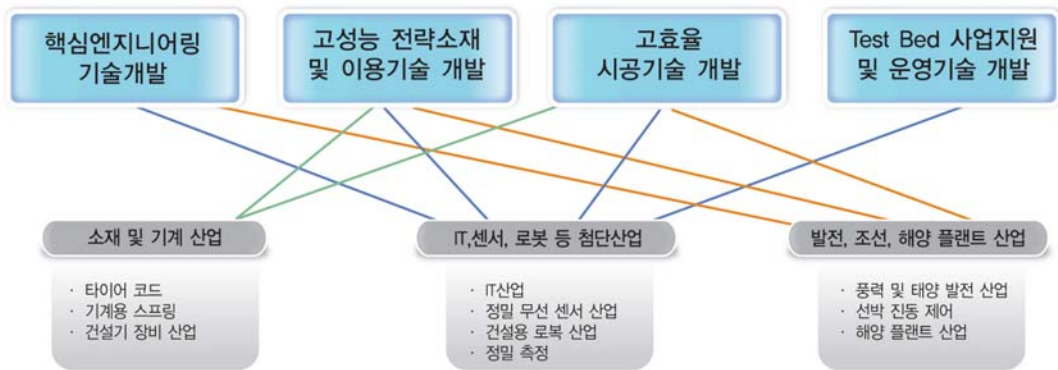 핵심엔지니어링
기술개발
고성능 전략소재
및 이용기술 개발
고효율
시공기술 개발
Test Bed 사업지원
및 운영기술 개발
소재 및 기계 산업
· 타이어 코드
· 기계용 스프링
· 건설기 장비 산업
IT,센서, 로봇 등 첨단산업
· IT산업
· 정밀 무선 센서 산업
· 건설용 로복 산업
· 정밀 측정
발전, 조선, 해양 플랜트 산업
· 풍력 및 태양 발전 산업
· 선박 진동 제어
· 해양 플랜트 산업